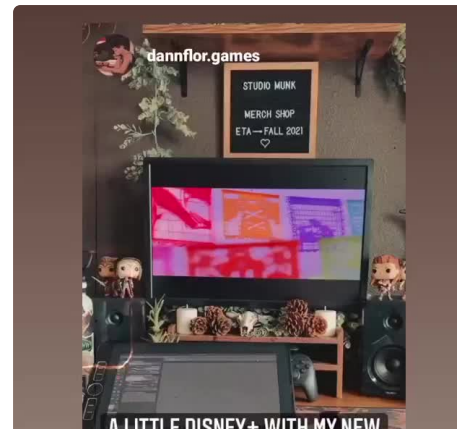 dannflor.games
STUDIO MUNK
MERCH SHOP
ETA→FALL 2021
♡
A LITTLE DISNEY+ WITH MY NEW